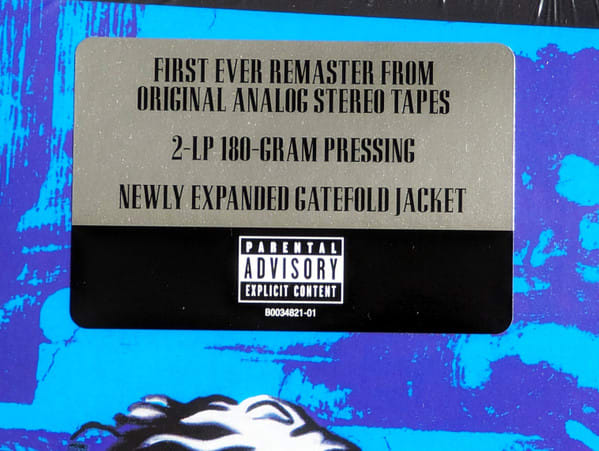 FIRST EVER REMASTER FROM
ORIGINAL ANALOG STEREO TAPES
2-LP 180-GRAM PRESSING
NEWLY EXPANDED GATEFOLD JACKET
PARENTAL
ADVISORY
EXPLICIT CONTENT
B0034821-01